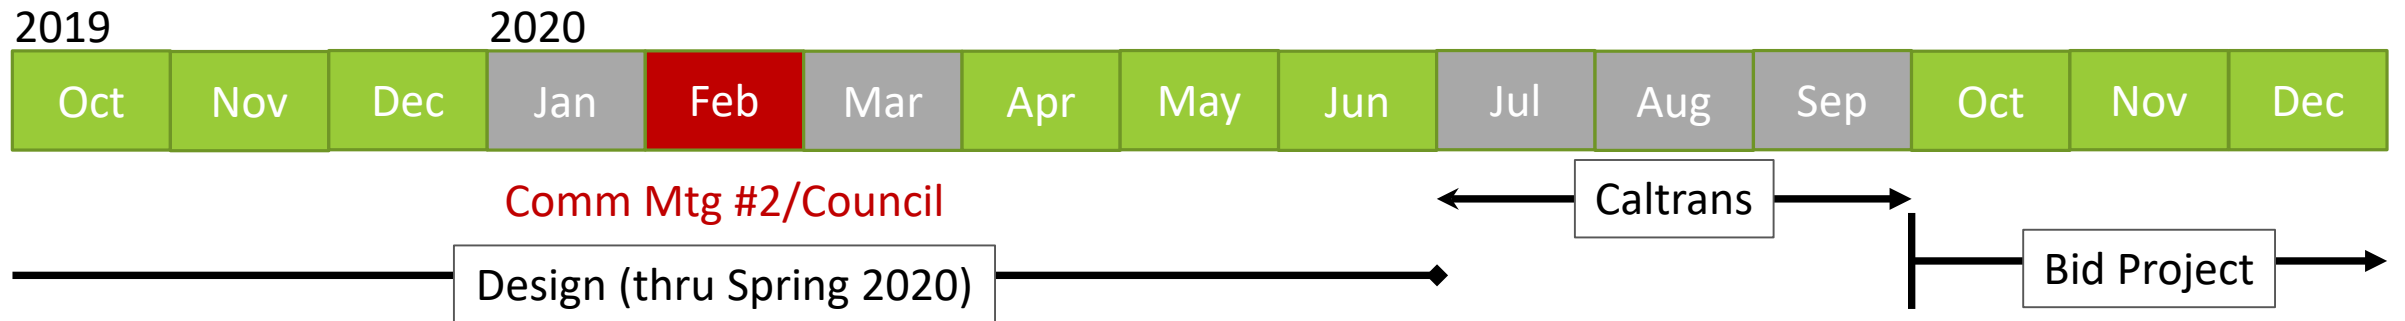 2019 2020
Oct Nov Dec Jan Feb Mar Apr May Jun Jul Aug Sep Oct Nov Dec
Comm Mtg #2/Council
Caltrans
Design (thru Spring 2020)
Bid Project